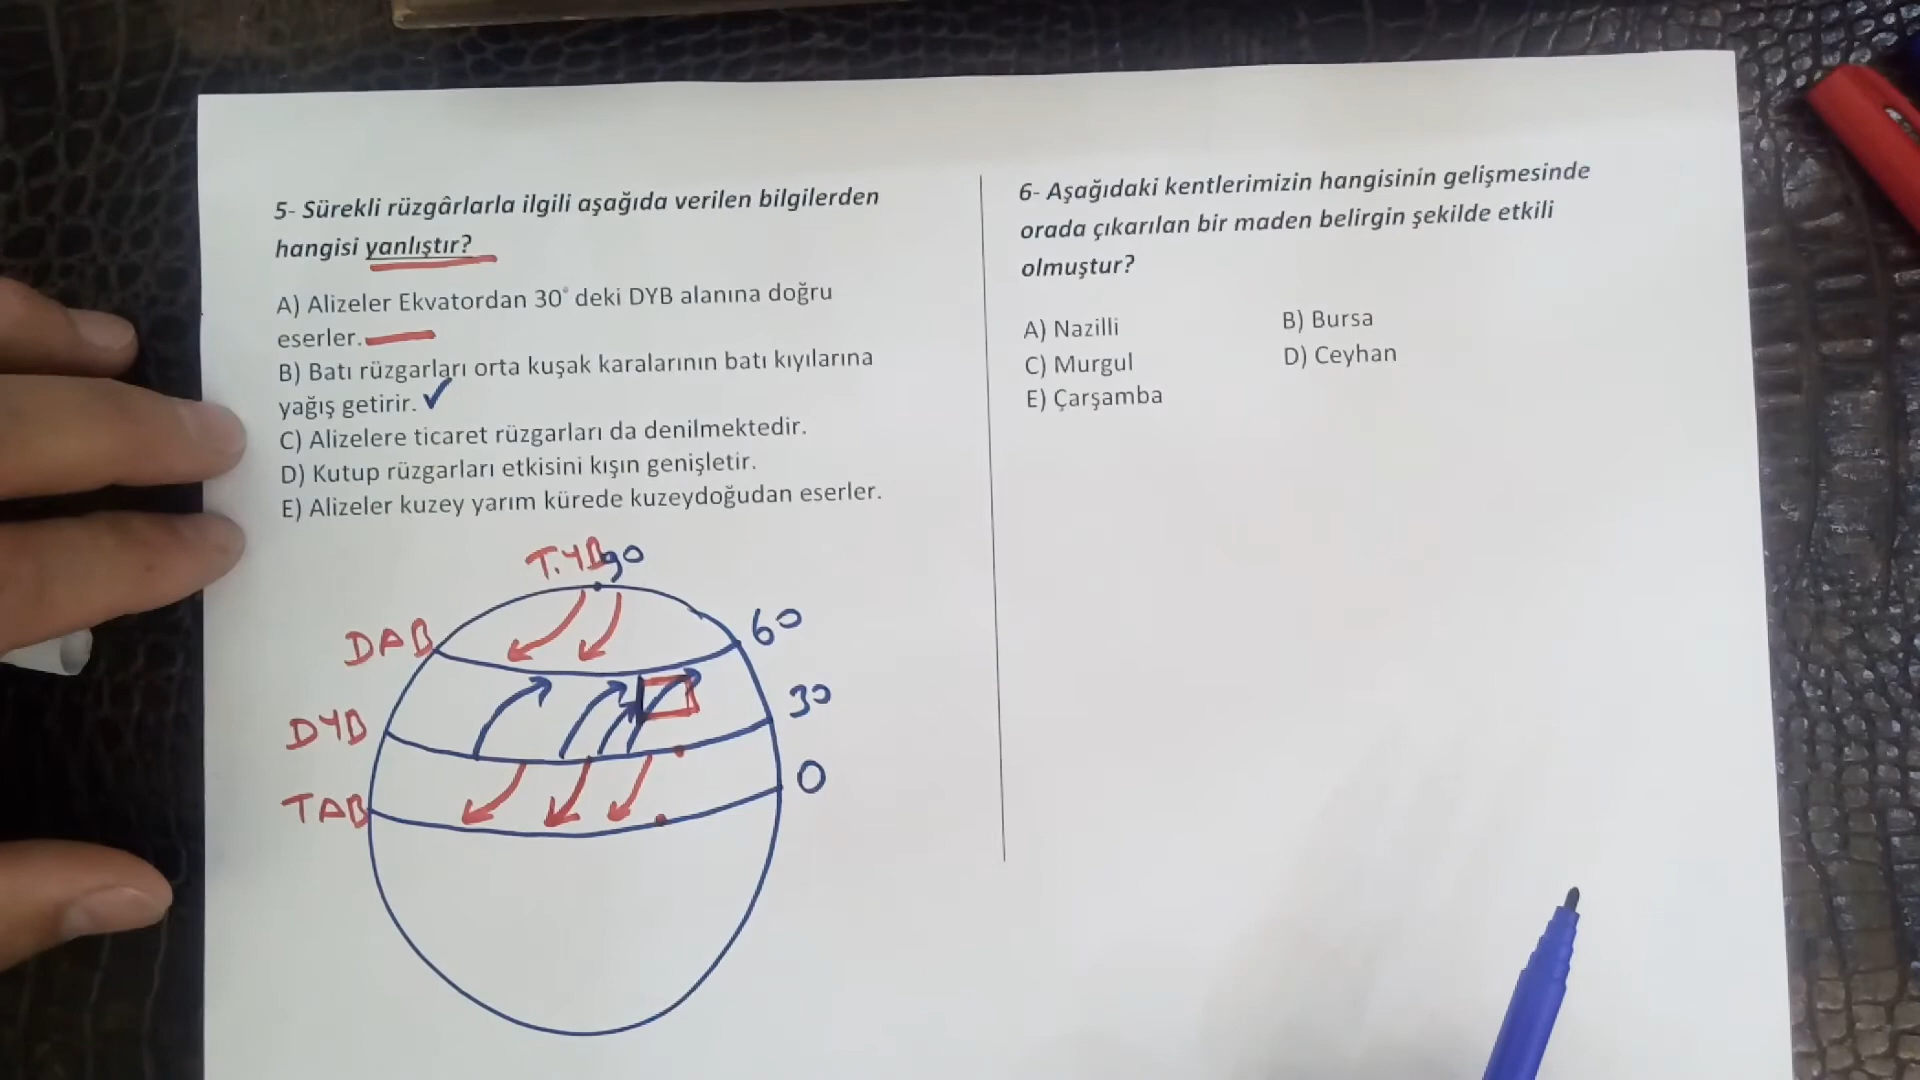 5- Sürekli rüzgârlarla ilgili aşağıda verilen bilgilerden
hangisi yanlıştır?
A) Alizeler Ekvatordan 30° deki DYB alanına doğru
eserler.
B) Batı rüzgarları orta kuşak karalarının batı kıyılarına
yağış getirir.
C) Alizelere ticaret rüzgarları da denilmektedir.
D) Kutup rüzgarları etkisini kışın genişletir.
E) Alizeler kuzey yarım kürede kuzeydoğudan eserler.
T.YB 90
DAB 60
DYB 30
TAB 0
6- Aşağıdaki kentlerimizin hangisinin gelişmesinde
orada çıkarılan bir maden belirgin şekilde etkili
olmuştur?
A) Nazilli B) Bursa
C) Murgul D) Ceyhan
E) Çarşamba